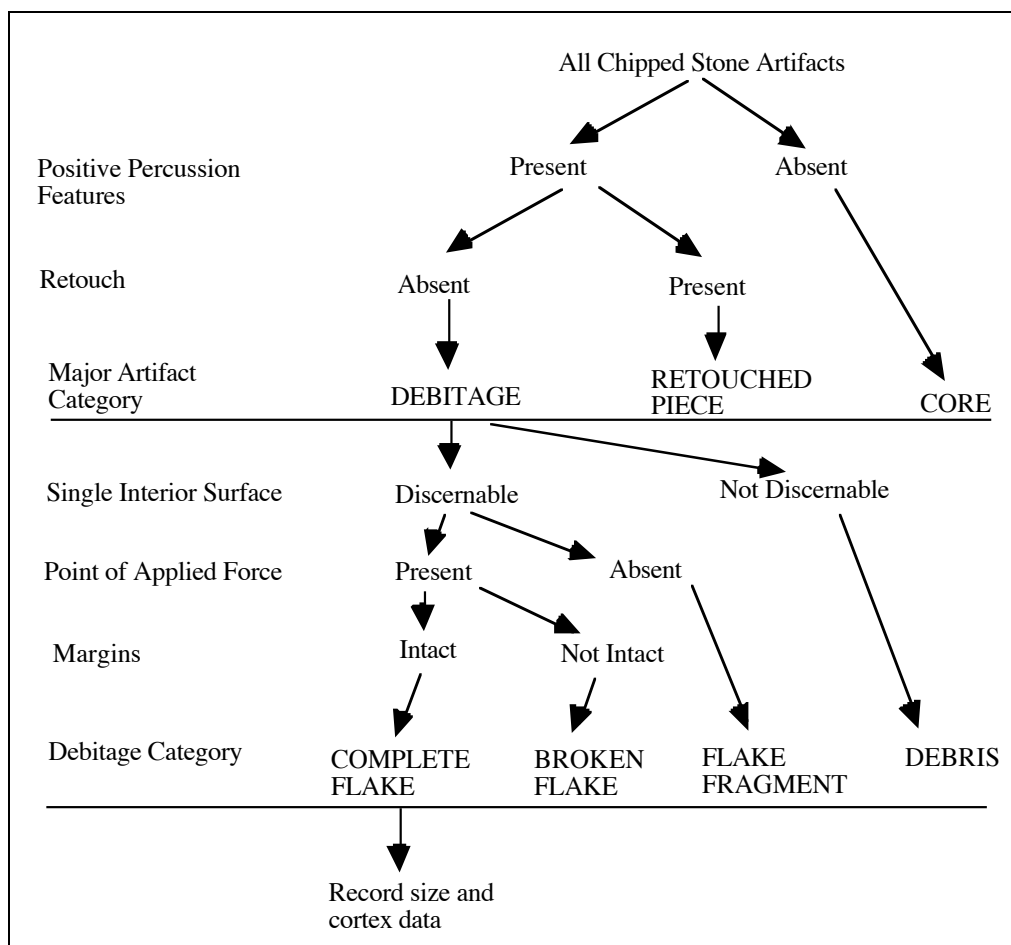 All Chipped Stone Artifacts
Positive Percussion
Features
Present
Absent
Retouch
Absent
Present
Major Artifact
Category
DEBITAGE
RETOUCHED
PIECE
CORE
Single Interior Surface
Discernable
Not Discernable
Point of Applied Force
Present
Absent
Margins
Intact
Not Intact
Debitage Category
COMPLETE
FLAKE
BROKEN
FLAKE
FLAKE
FRAGMENT
DEBRIS
Record size and
cortex data